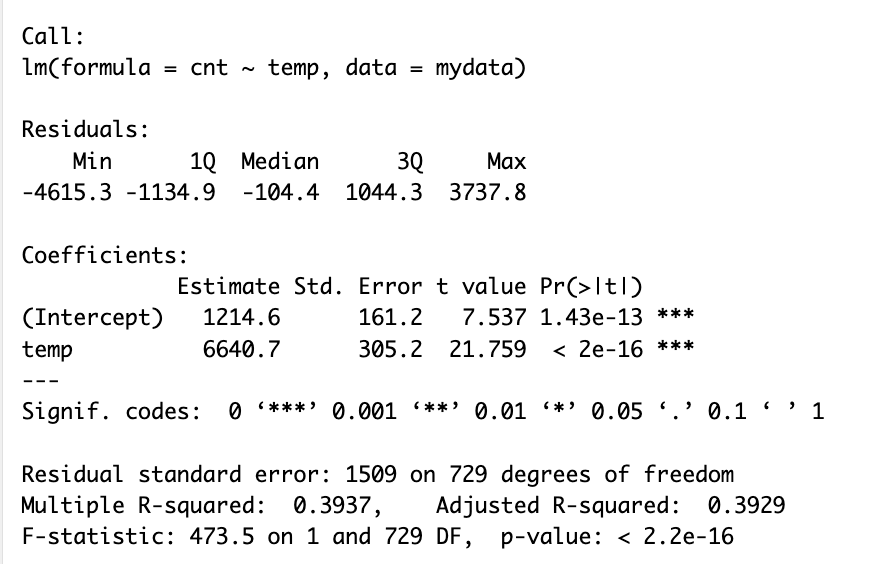 Call:
lm(formula = cnt ~ temp, data = mydata)
Residuals:
    Min      1Q  Median      3Q     Max
-4615.3 -1134.9  -104.4  1044.3  3737.8
Coefficients:
            Estimate Std. Error t value Pr(>|t|)
(Intercept)   1214.6      161.2   7.537 1.43e-13 ***
temp          6640.7      305.2  21.759  < 2e-16 ***
---
Signif. codes:  0 ‘***’ 0.001 ‘**’ 0.01 ‘*’ 0.05 ‘.’ 0.1 ‘ ’ 1
Residual standard error: 1509 on 729 degrees of freedom
Multiple R-squared:  0.3937,    Adjusted R-squared:  0.3929
F-statistic: 473.5 on 1 and 729 DF,  p-value: < 2.2e-16